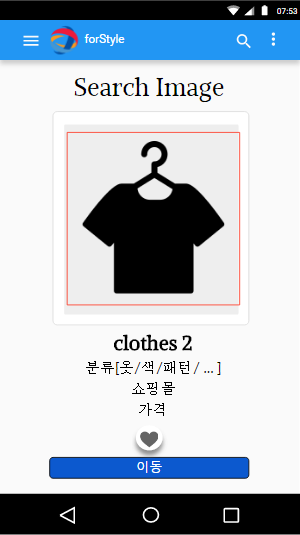 07:53
forStyle
Search Image
clothes 2
분류[옷/색/패턴/ ... ]
쇼핑몰
가격
이동